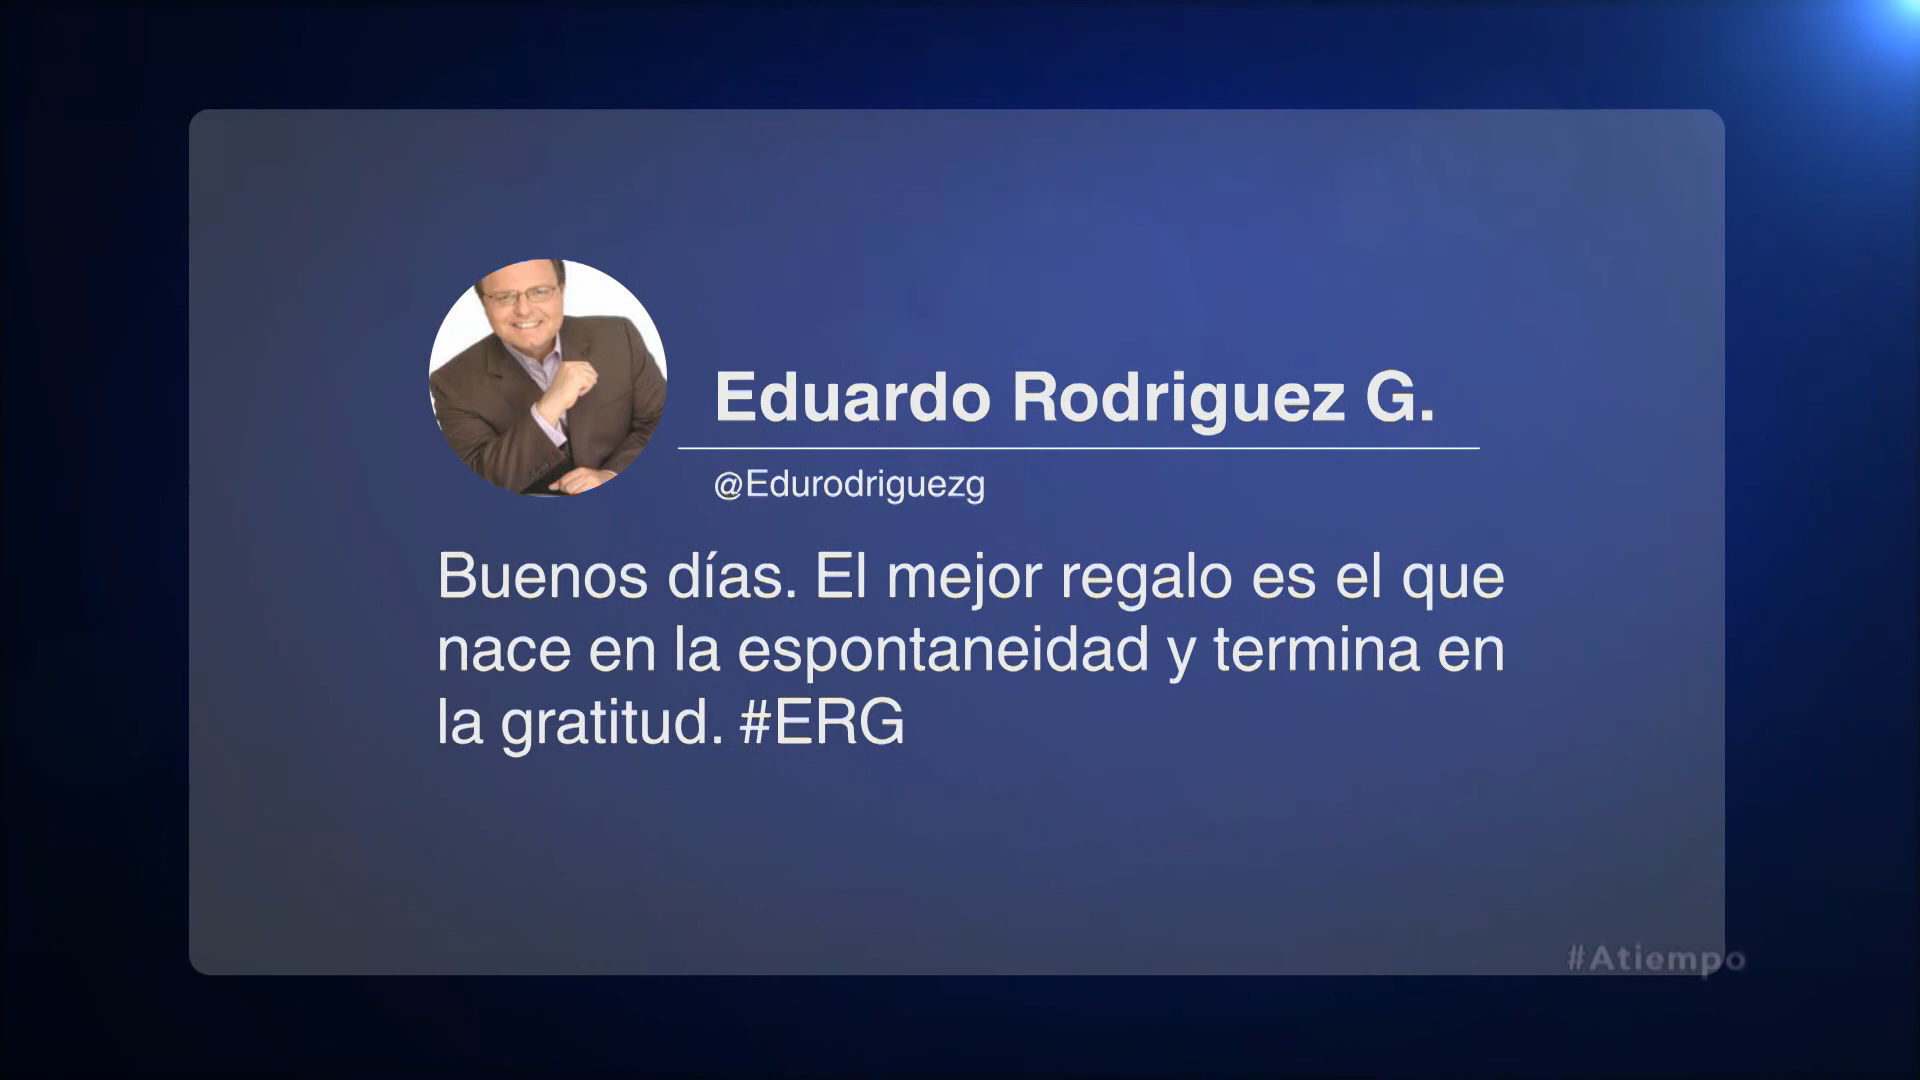 Eduardo Rodriguez G.
@Edurodriguezg
Buenos días. El mejor regalo es el que
nace en la espontaneidad y termina en
la gratitud. #ERG
#Atiempo